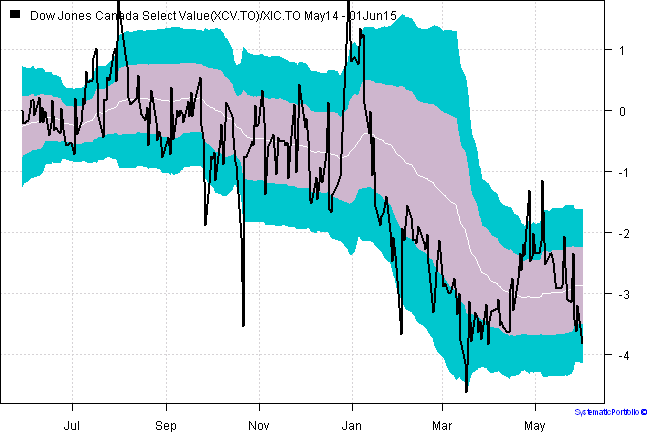 Dow Jones Canada Select Value(XCV.TO)/XIC.TO May14 - 01Jun15
1
0
-1
-2
-3
-4
Jul Sep Nov Jan Mar May
SystematicPortfolio ©